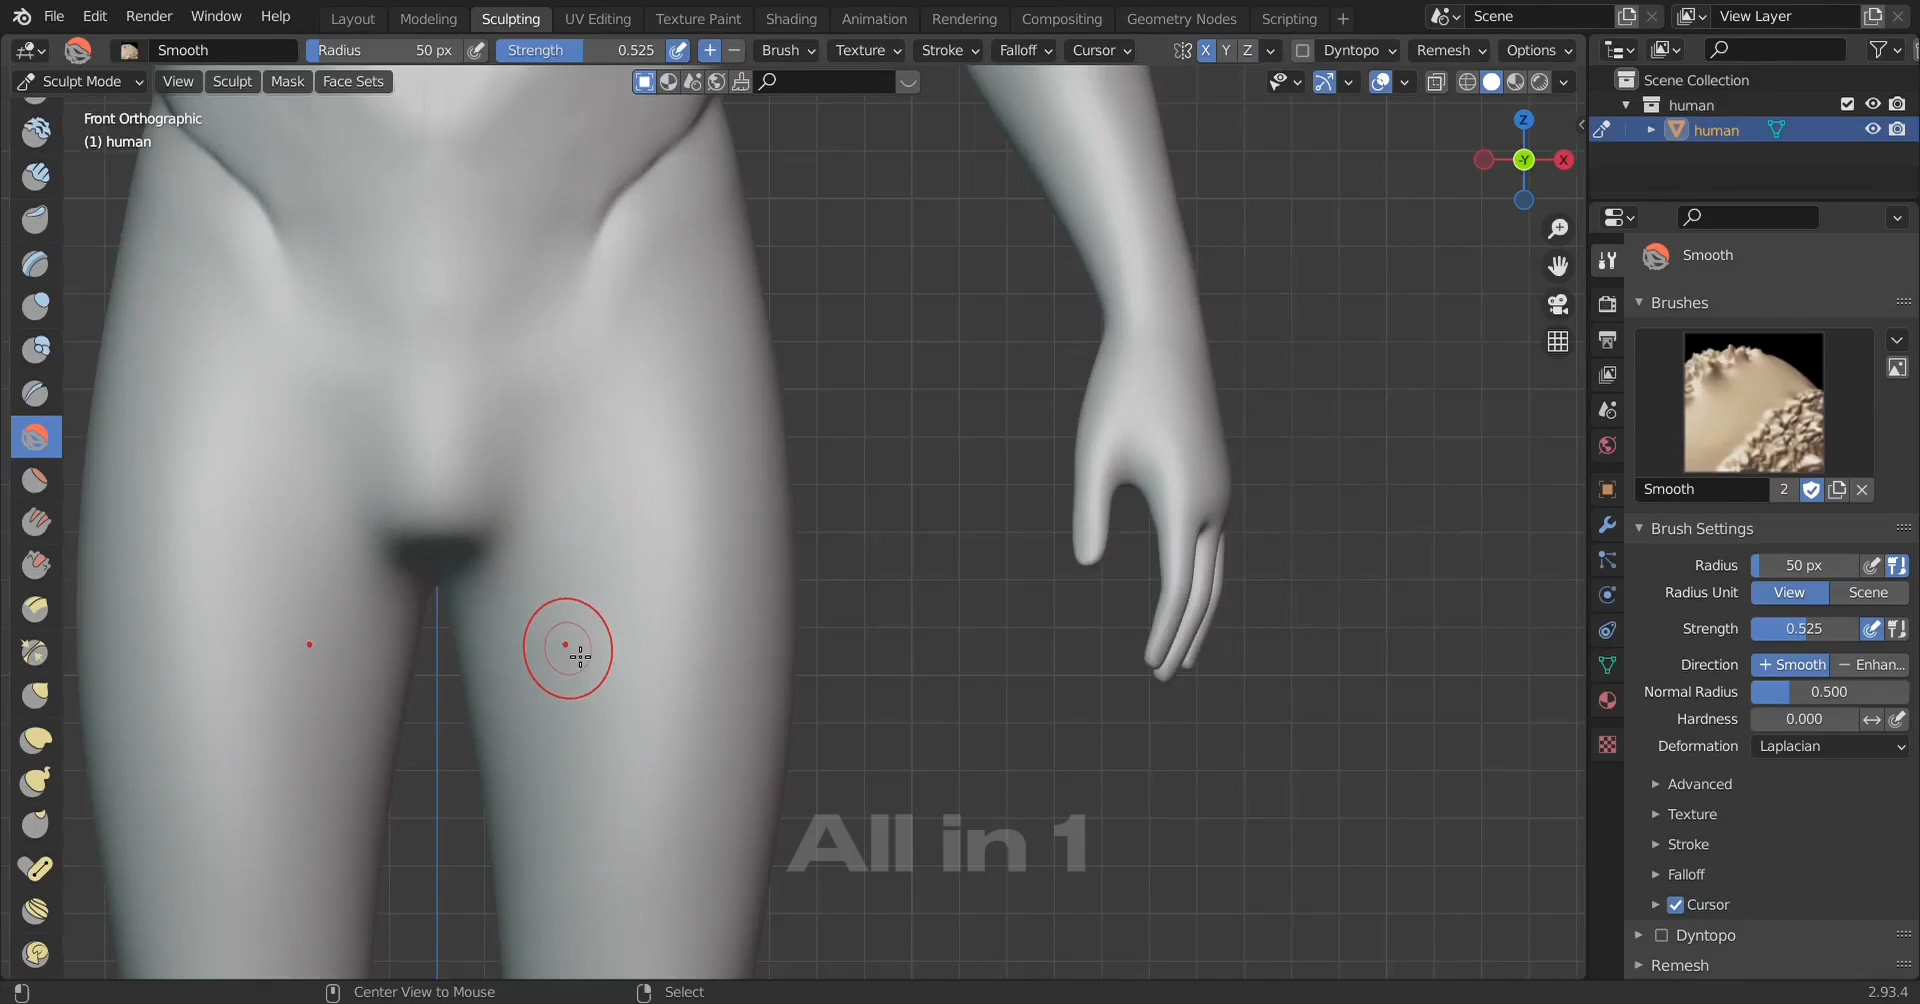 File Edit Render Window Help Layout Modeling Sculpting UV Editing Texture Paint Shading Animation Rendering Compositing Geometry Nodes Scripting + Scene View Layer
Smooth Radius 50 px Strength 0.525 + − Brush Texture Stroke Falloff Cursor X Y Z Dyntopo Remesh Options
Sculpt Mode View Sculpt Mask Face Sets
Scene Collection
human
human
Front Orthographic
(1) human
Z
-Y
X
Smooth
Brushes
Smooth 2
Brush Settings
Radius 50 px
Radius Unit View Scene
Strength 0.525
Direction + Smooth − Enhan...
Normal Radius 0.500
Hardness 0.000
Deformation Laplacian
Advanced
Texture
Stroke
Falloff
Cursor
Dyntopo
Remesh
All in 1
Center View to Mouse Select 2.93.4